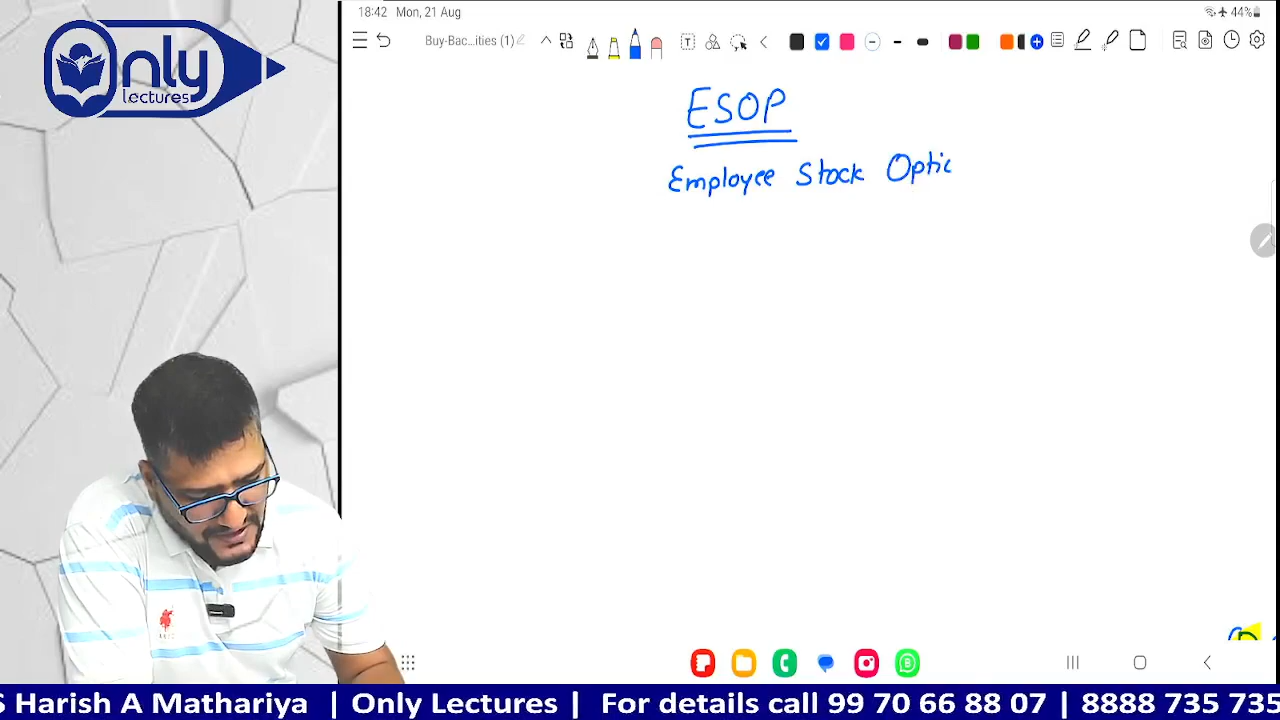 18:42 Mon, 21 Aug
44%
Only
lectures
Buy-Bac...ities (1)
T
ESOP
Employee Stock Optic
S Harish A Mathariya | Only Lectures | For details call 99 70 66 88 07 | 8888 735 735